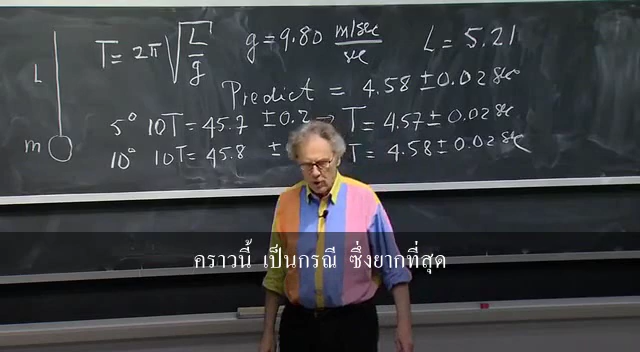 T = 2π √(L/g) g = 9.80 m/sec/sec L = 5.21
L
Predict = 4.58 ± 0.02 sec
5° 10T = 45.7 ± 0.2 → T = 4.57 ± 0.02 sec
m 10° 10T = 45.8 ± T = 4.58 ± 0.02 sec
คราวนี้ เป็นกรณี ซึ่งยากที่สุด